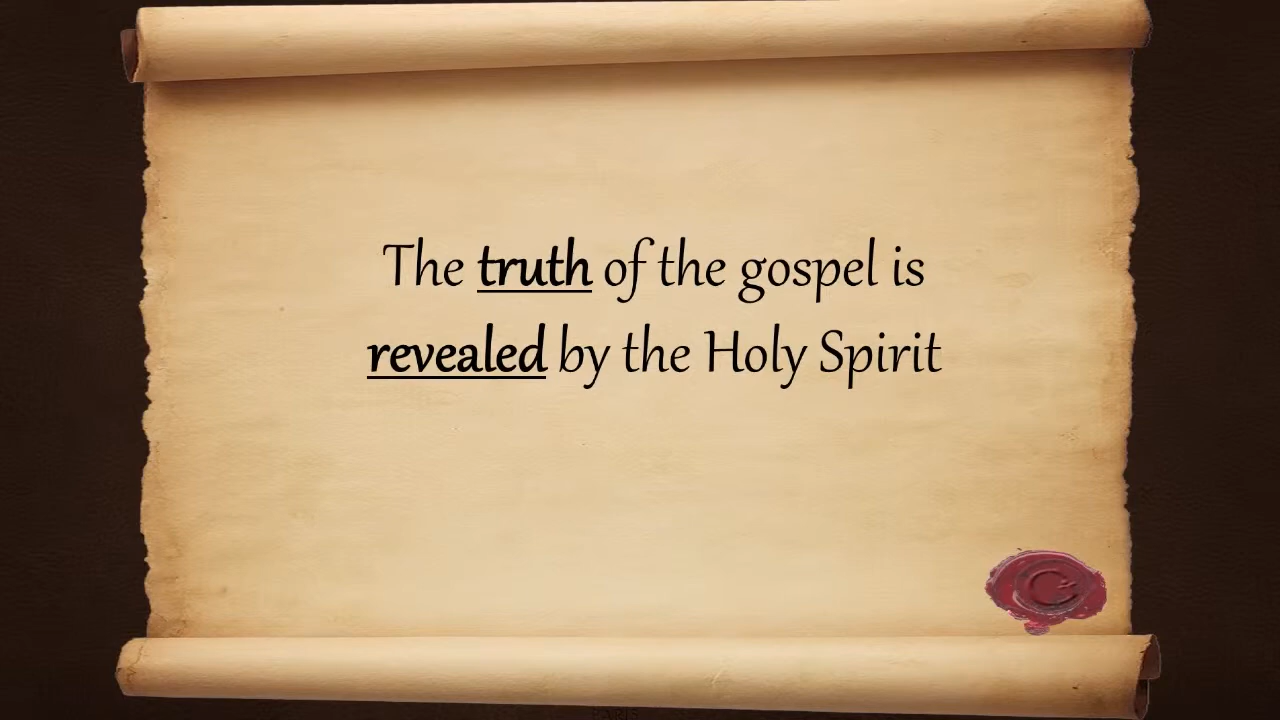 The truth of the gospel is
revealed by the Holy Spirit